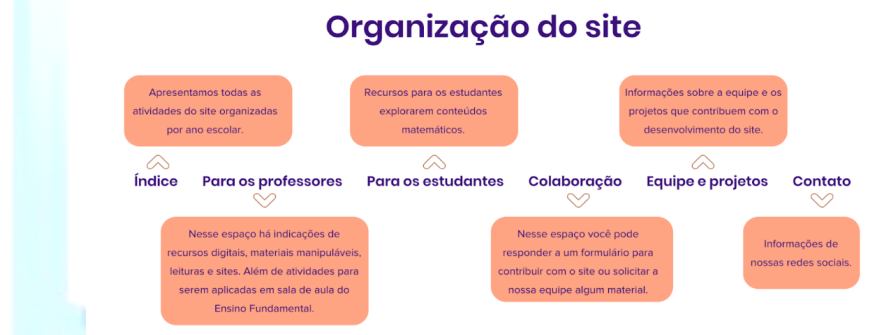 Organização do site
Apresentamos todas as
atividades do site organizadas
por ano escolar.
Recursos para os estudantes
explorarem conteúdos
matemáticos.
Informações sobre a equipe e os
projetos que contribuem com o
desenvolvimento do site.
Índice
Para os professores
Para os estudantes
Colaboração
Equipe e projetos
Contato
Nesse espaço há indicações de
recursos digitais, materiais manipuláveis,
leituras e sites. Além de atividades para
serem aplicadas em sala de aula do
Ensino Fundamental.
Nesse espaço você pode
responder a um formulário para
contribuir com o site ou solicitar a
nossa equipe algum material.
Informações de
nossas redes sociais.